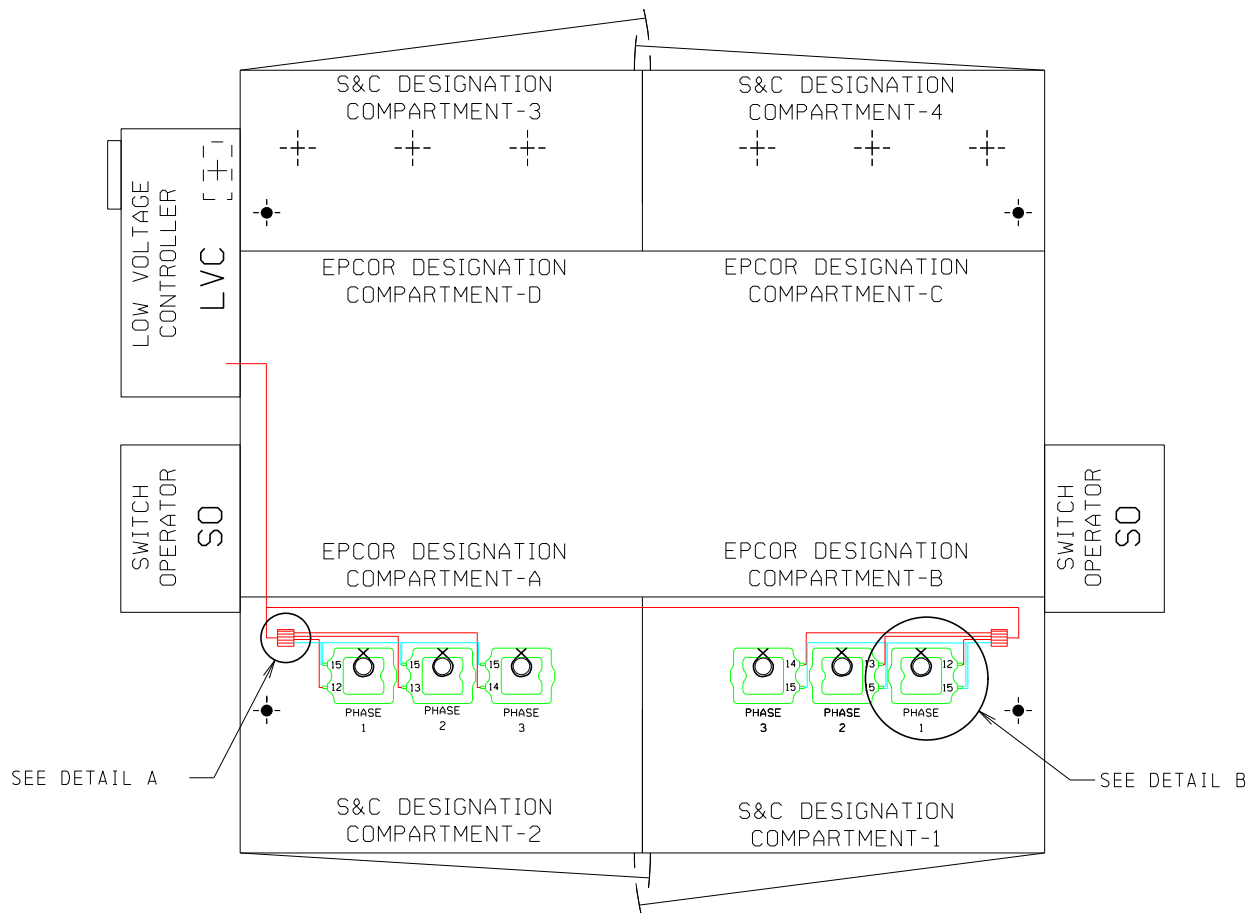 S&C DESIGNATION
COMPARTMENT-3
S&C DESIGNATION
COMPARTMENT-4
LOW VOLTAGE
CONTROLLER
LVC
EPCOR DESIGNATION
COMPARTMENT-D
EPCOR DESIGNATION
COMPARTMENT-C
SWITCH
OPERATOR
SO
EPCOR DESIGNATION
COMPARTMENT-A
EPCOR DESIGNATION
COMPARTMENT-B
SWITCH
OPERATOR
SO
15
12
PHASE
1
15
13
PHASE
2
15
14
PHASE
3
14
15
PHASE
3
13
15
PHASE
2
12
15
PHASE
1
SEE DETAIL A
SEE DETAIL B
S&C DESIGNATION
COMPARTMENT-2
S&C DESIGNATION
COMPARTMENT-1